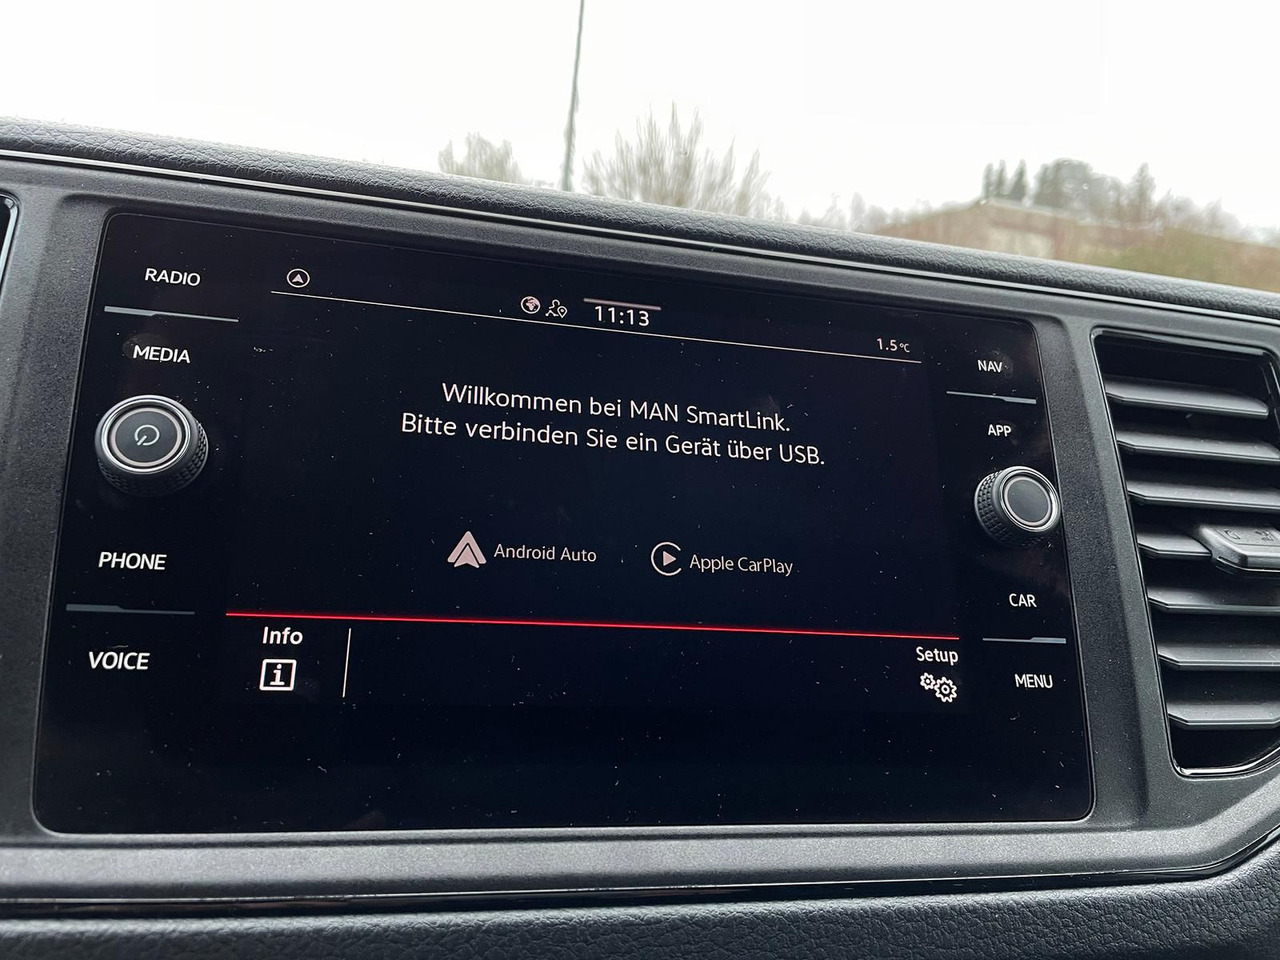 RADIO
MEDIA
PHONE
VOICE
11:13
1.5°C
Willkommen bei MAN SmartLink.
Bitte verbinden Sie ein Gerät über USB.
Android Auto
Apple CarPlay
Info
Setup
NAV
APP
CAR
MENU